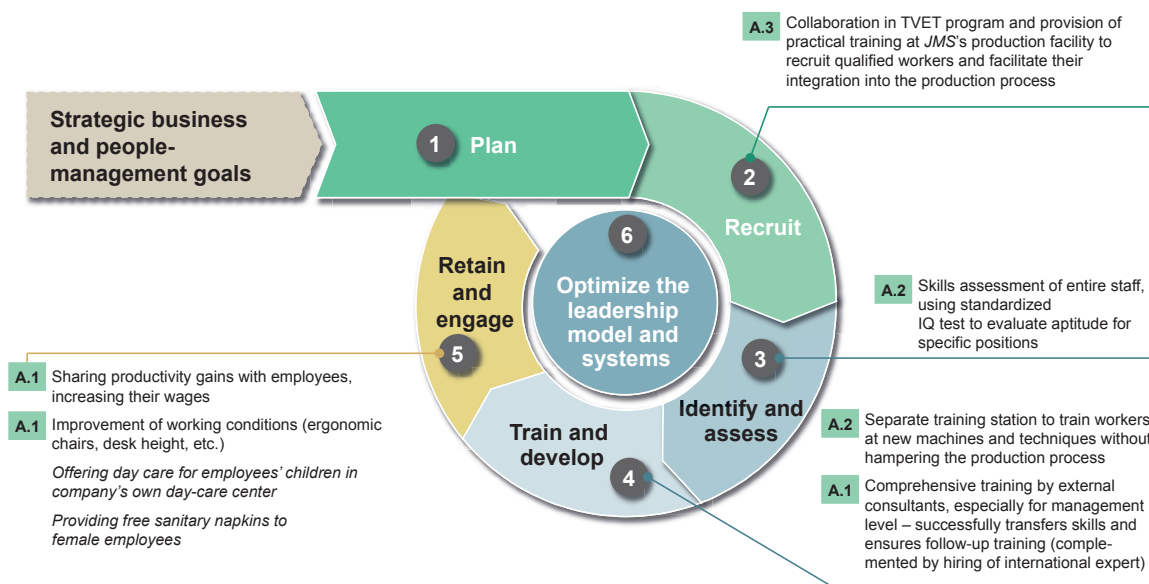 A.3 Collaboration in TVET program and provision of
practical training at JMS's production facility to
recruit qualified workers and facilitate their
integration into the production process
Strategic business
and people-
management goals
1 Plan
2
Recruit
6
Optimize the
leadership
model and
systems
Retain
and
engage
5
A.2 Skills assessment of entire staff,
using standardized
IQ test to evaluate aptitude for
specific positions
3
Identify and
assess
A.1 Sharing productivity gains with employees,
increasing their wages
A.1 Improvement of working conditions (ergonomic
chairs, desk height, etc.)
Offering day care for employees' children in
company's own day-care center
Providing free sanitary napkins to
female employees
Train and
develop
4
A.2 Separate training station to train workers
at new machines and techniques without
hampering the production process
A.1 Comprehensive training by external
consultants, especially for management
level – successfully transfers skills and
ensures follow-up training (comple-
mented by hiring of international expert)